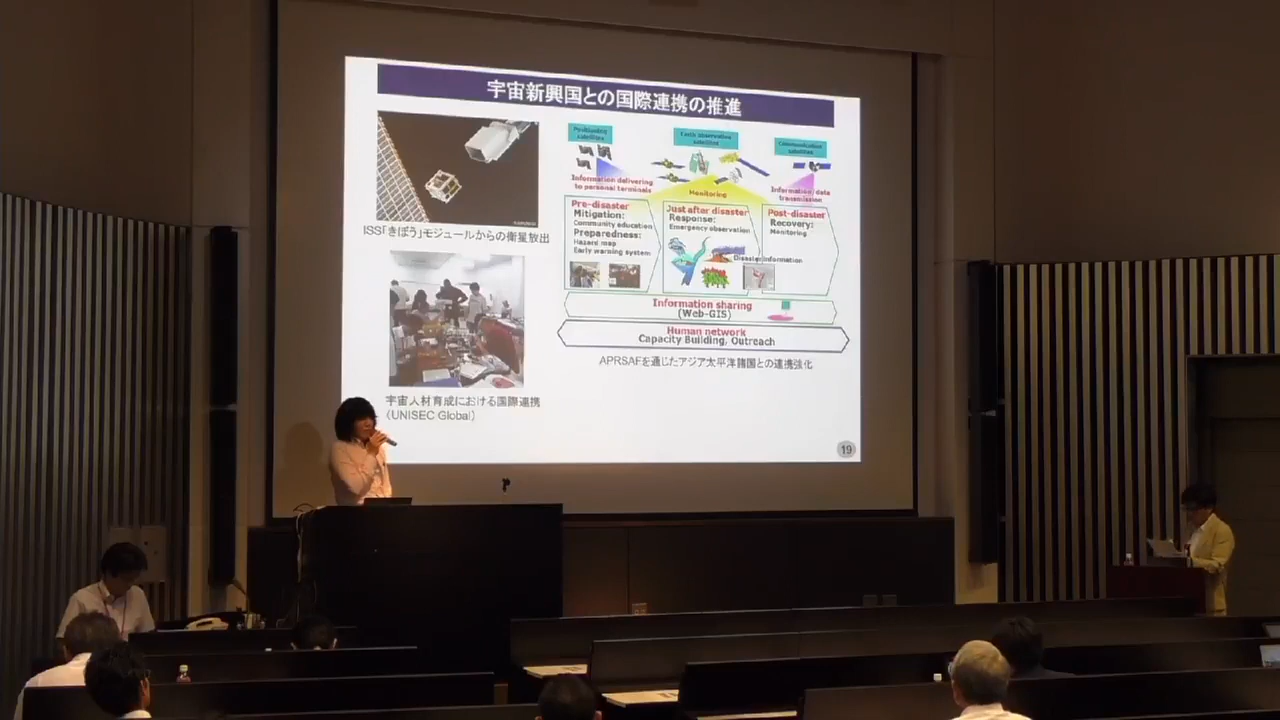 宇宙新興国との国際連携の推進
ISS「きぼう」モジュールからの衛星放出
宇宙人材育成における国際連携
(UNISEC Global)
Positioning
satellites
Earth observation
satellites
Communication
satellites
Information delivering
to personal terminals
Monitoring
Information/data
transmission
Pre-disaster
Mitigation:
Community education
Preparedness:
Hazard map
Early warning system
Just after disaster
Response:
Emergency observation
Disaster information
Post-disaster
Recovery:
Monitoring
Information sharing
(Web-GIS)
Human network
Capacity Building, Outreach
APRSAFを通じたアジア太平洋諸国との連携強化
19